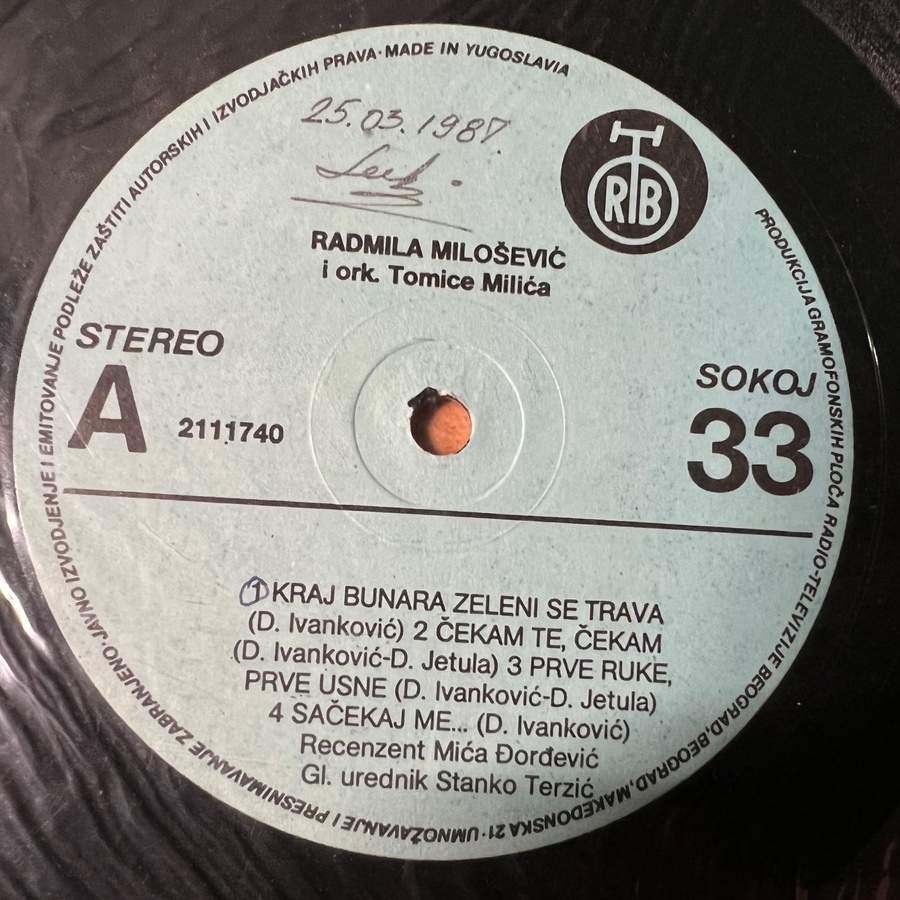 UMNOŽAVANJE I PRESNIMAVANJE ZABRANJENO · JAVNO IZVODJENJE I EMITOVANJE PODLEŽE ZAŠTITI AUTORSKIH I IZVODJAČKIH PRAVA · MADE IN YUGOSLAVIA
25.03.1987
RTB
PRODUKCIJA GRAMOFONSKIH PLOČA RADIO-TELEVIZIJE BEOGRAD, BEOGRAD, MAKEDONSKA 21 ·
RADMILA MILOŠEVIĆ
i ork. Tomice Milića
STEREO
A
2111740
SOKOJ
33
1 KRAJ BUNARA ZELENI SE TRAVA
(D. Ivanković) 2 ČEKAM TE, ČEKAM
(D. Ivanković-D. Jetula) 3 PRVE RUKE,
PRVE USNE (D. Ivanković-D. Jetula)
4 SAČEKAJ ME... (D. Ivanković)
Recenzent Mića Đorđević
Gl. urednik Stanko Terzić